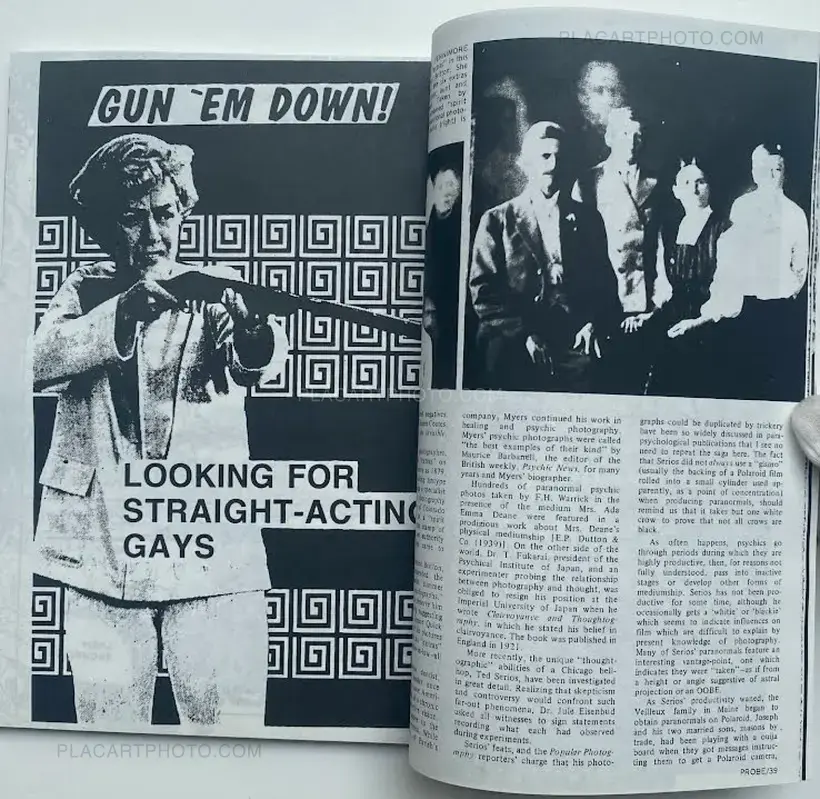 PLACARTPHOTO.COM
GUN 'EM DOWN!
LOOKING FOR
STRAIGHT-ACTING
GAYS
PLACARTPHOTO.COM
PLACARTPHOTO.COM
in this
She
extras
and
by
spirit
photo-
(right) is
company, Myers continued his work in
healing and psychic photography.
Myers' psychic photographs were called
"the best examples of their kind" by
Maurice Barbanell, the editor of the
British weekly, Psychic News, for many
years and Myers' biographer.
Hundreds of paranormal psychic
photos taken by F.H. Warrick in the
presence of the medium Mrs. Ada
Emma Deane were featured in a
prodigious work about Mrs. Deane's
physical mediumship [E.P. Dutton &
Co. (1939)]. On the other side of the
world, Dr. T. Fukarai, president of the
Psychical Institute of Japan, and an
experimenter probing the relationship
between photography and thought, was
obliged to resign his position at the
Imperial University of Japan when he
wrote Clairvoyance and Thoughtog-
raphy, in which he stated his belief in
clairvoyance. The book was published in
England in 1921.
More recently, the unique "thought-
ographic" abilities of a Chicago bell-
hop, Ted Serios, have been investigated
in great detail. Realizing that skepticism
and controversy would confront such
far-out phenomena, Dr. Jule Eisenbud
asked all witnesses to sign statements
recording what each had observed
during experiments.
Serios' feats, and the Popular Photog-
raphy reporters' charge that his photo-
graphs could be duplicated by trickery
have been so widely discussed in para-
psychological publications that I see no
need to repeat the saga here. The fact
that Serios did not always use a "gismo"
(usually the backing of a Polaroid film
rolled into a small cylinder used ap-
parently, as a point of concentration)
when producing paranormals, should
remind us that it takes but one white
crow to prove that not all crows are
black.
As often happens, psychics go
through periods during which they are
highly productive, then, for reasons not
fully understood, pass into inactive
stages or develop other forms of
mediumship. Serios has not been pro-
ductive for some time, although he
occasionally gets a 'whitie' or 'blackie'
which seems to indicate influences on
film which are difficult to explain by
present knowledge of photography.
Many of Serios' paranormals feature an
interesting vantage-point, one which
indicates they were "taken"—as if from
a height or angle suggestive of astral
projection or an OOBE.
As Serios' productivity waned, the
Veilleux family in Maine began to
obtain paranormals on Polaroid. Joseph
and his two married sons, masons by
trade, had been playing with a ouija
board when they got messages instruc-
ting them to get a Polaroid camera,
PROBE/39